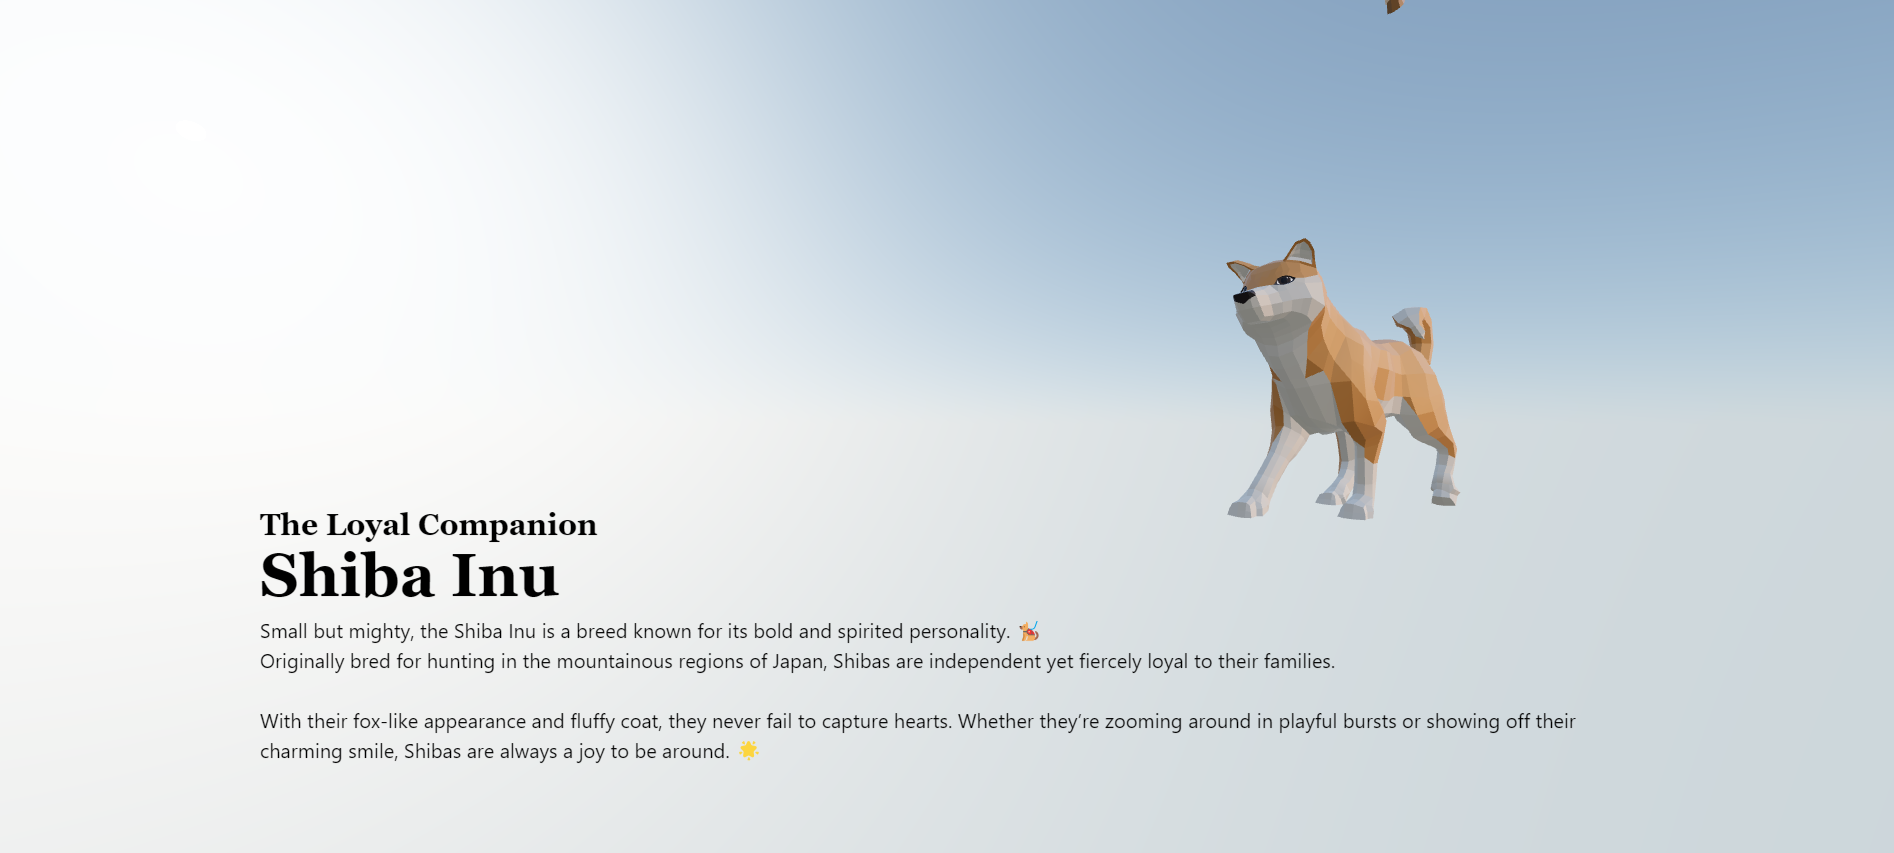 The Loyal Companion
Shiba Inu
Small but mighty, the Shiba Inu is a breed known for its bold and spirited personality. 🐕‍🦺
Originally bred for hunting in the mountainous regions of Japan, Shibas are independent yet fiercely loyal to their families.
With their fox-like appearance and fluffy coat, they never fail to capture hearts. Whether they’re zooming around in playful bursts or showing off their
charming smile, Shibas are always a joy to be around. 🌟